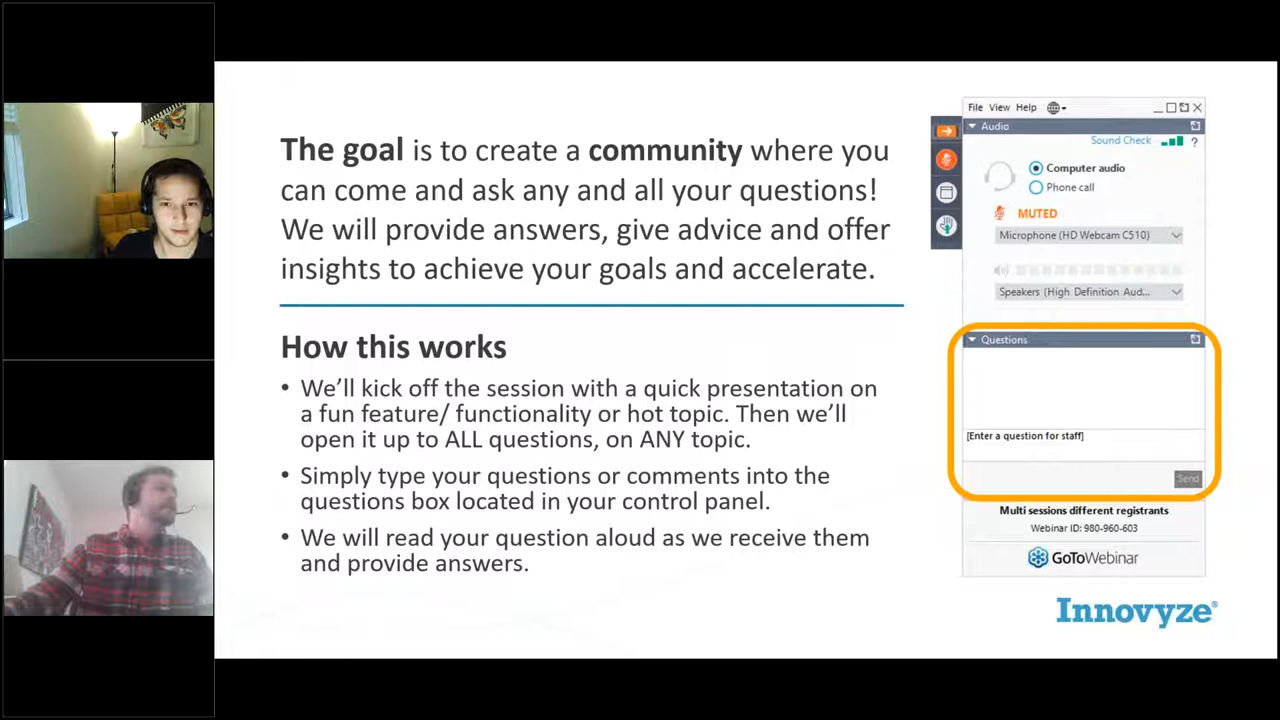 The goal is to create a community where you
can come and ask any and all your questions!
We will provide answers, give advice and offer
insights to achieve your goals and accelerate.
How this works
• We'll kick off the session with a quick presentation on
a fun feature/ functionality or hot topic. Then we'll
open it up to ALL questions, on ANY topic.
• Simply type your questions or comments into the
questions box located in your control panel.
• We will read your question aloud as we receive them
and provide answers.
File View Help
Audio
Sound Check ?
Computer audio
Phone call
MUTED
Microphone (HD Webcam C510)
Speakers (High Definition Aud...
Questions
[Enter a question for staff]
Send
Multi sessions different registrants
Webinar ID: 980-960-603
GoToWebinar
Innovyze®